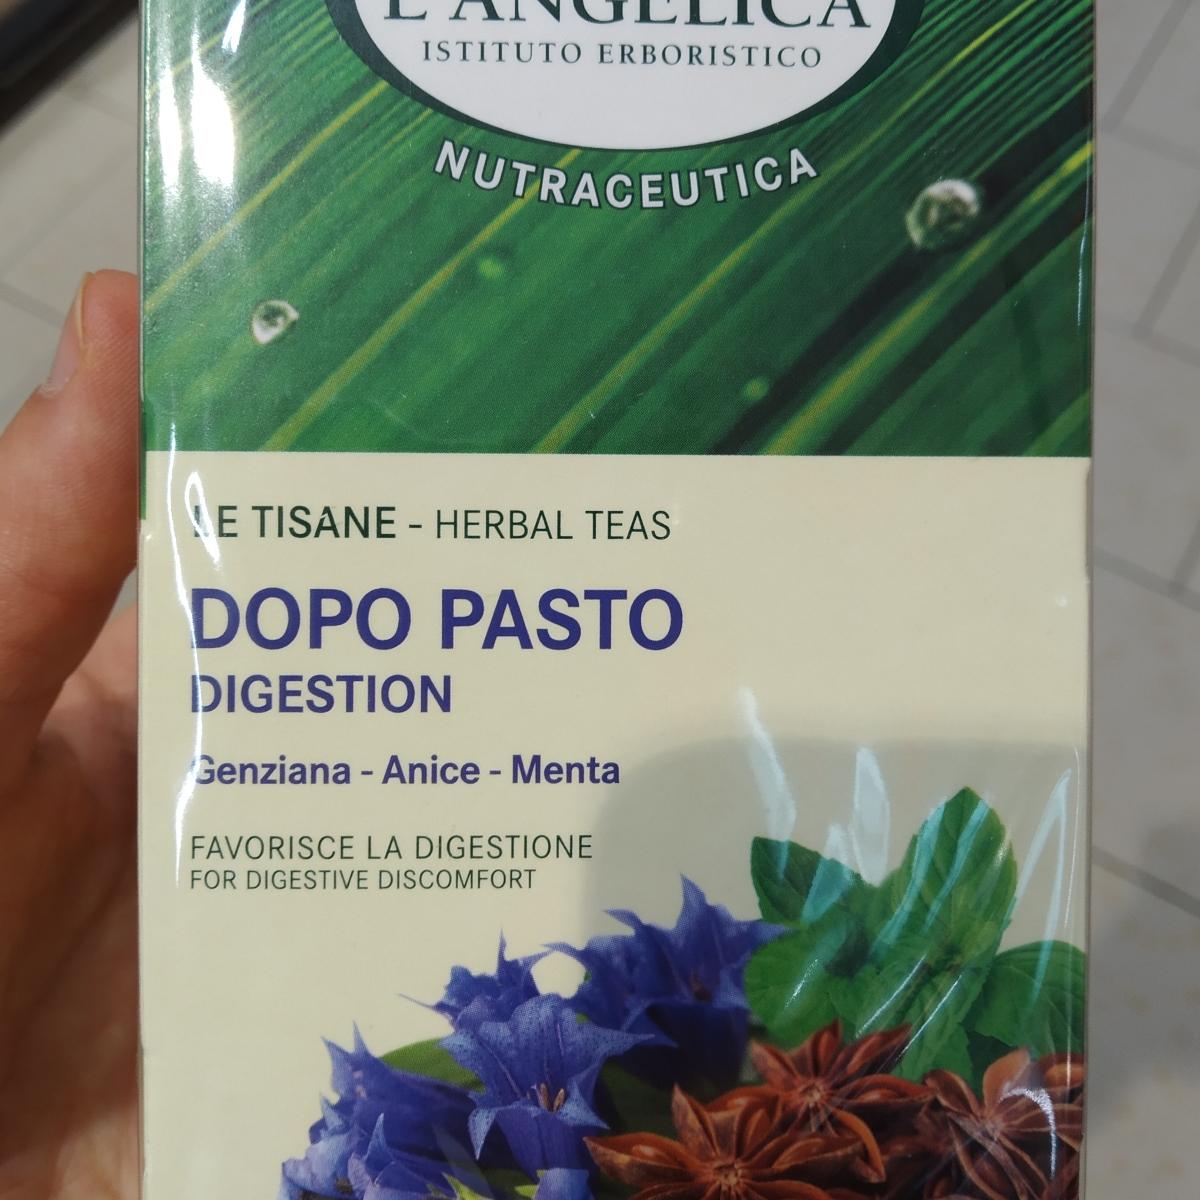 L'ANGELICA
ISTITUTO ERBORISTICO
NUTRACEUTICA
LE TISANE - HERBAL TEAS
DOPO PASTO
DIGESTION
Genziana - Anice - Menta
FAVORISCE LA DIGESTIONE
FOR DIGESTIVE DISCOMFORT